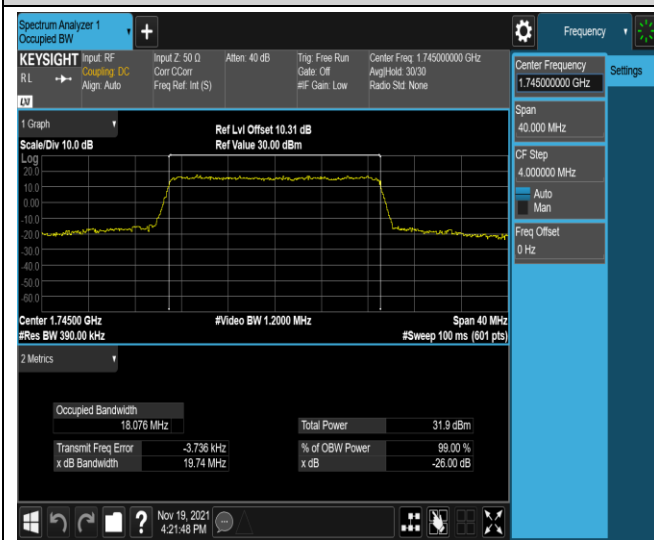 Spectrum Analyzer 1
Occupied BW
+
Frequency
KEYSIGHT
RL
LXI
Input: RF
Coupling: DC
Align: Auto
Input Z: 50 Ω
Corr CCorr
Freq Ref: Int (S)
Atten: 40 dB
Trig: Free Run
Gate: Off
#IF Gain: Low
Center Freq: 1.745000000 GHz
Avg|Hold: 30/30
Radio Std: None
Center Frequency
1.745000000 GHz
Settings
Span
40.000 MHz
CF Step
4.000000 MHz
Auto
Man
Freq Offset
0 Hz
1 Graph
Scale/Div 10.0 dB
Ref Lvl Offset 10.31 dB
Ref Value 30.00 dBm
Log
20.0
10.0
0.00
-10.0
-20.0
-30.0
-40.0
-50.0
-60.0
Center 1.74500 GHz
#Video BW 1.2000 MHz
Span 40 MHz
#Res BW 390.00 kHz
#Sweep 100 ms (601 pts)
2 Metrics
Occupied Bandwidth
18.076 MHz
Total Power 31.9 dBm
Transmit Freq Error -3.736 kHz
% of OBW Power 99.00 %
x dB Bandwidth 19.74 MHz
x dB -26.00 dB
?
Nov 19, 2021
4:21:48 PM